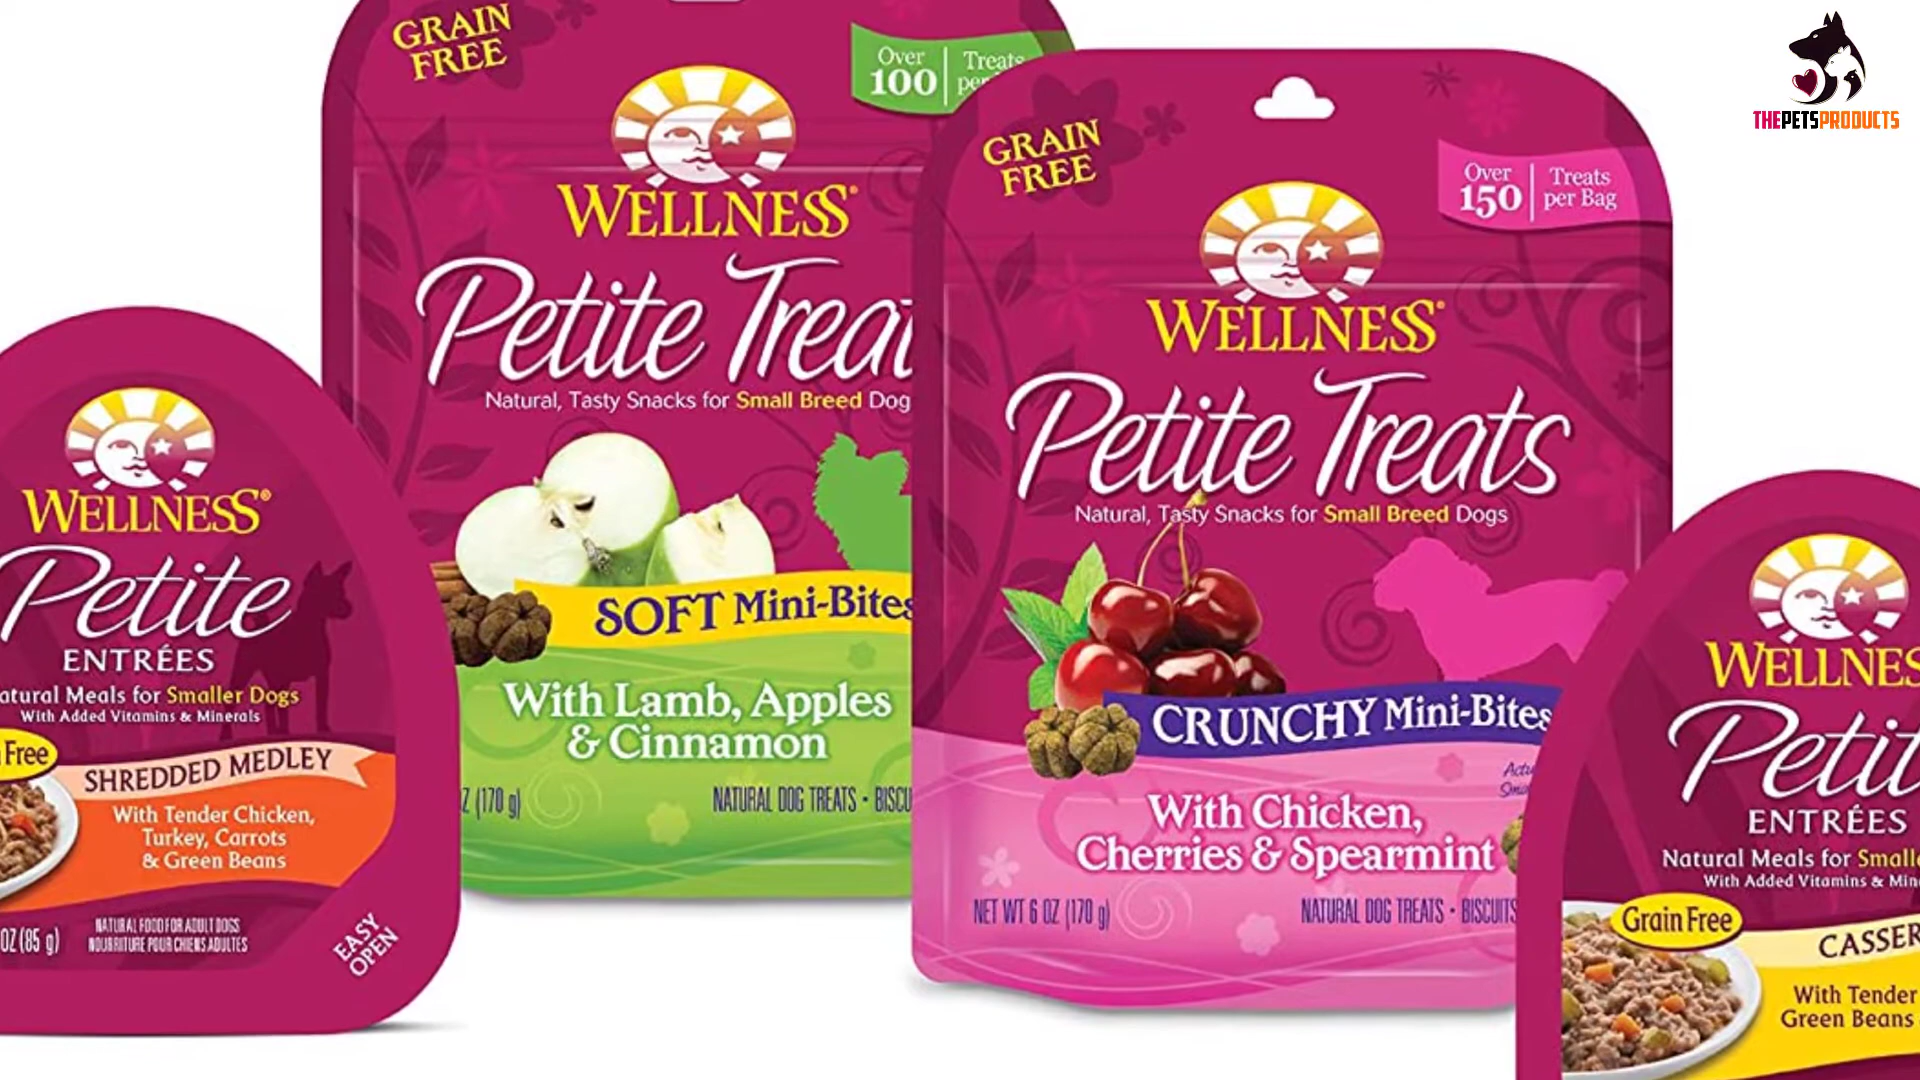 GRAIN
FREE
Over
100
Treats
WELLNESS®
Petite
Natural, Tasty Snacks for Small Breed
SOFT Mini-Bites
With Lamb, Apples
& Cinnamon
(170 g)
NATURAL DOG TREATS •
GRAIN
FREE
Over
150
Treats
per Bag
WELLNESS®
Petite Treats
Natural, Tasty Snacks for Small Breed Dogs
CRUNCHY Mini-Bites
With Chicken,
Cherries & Spearmint
NET WT 6 OZ (170 g)
NATURAL DOG TREATS • BISCUITS
WELLNESS®
Petite
ENTRÉES
for Smaller Dogs
With Added Vitamins & Minerals
Free
SHREDDED MEDLEY
With Tender Chicken,
Turkey, Carrots
& Green Beans
OZ (85 g)
NATURAL FOOD FOR ADULT DOGS
NOURRITURE POUR CHIENS ADULTES
EASY
OPEN
ENTRÉES
Natural Meals for
With Added Vitamins &
Grain Free
With Tender
Green Beans
THEPETSPRODUCTS